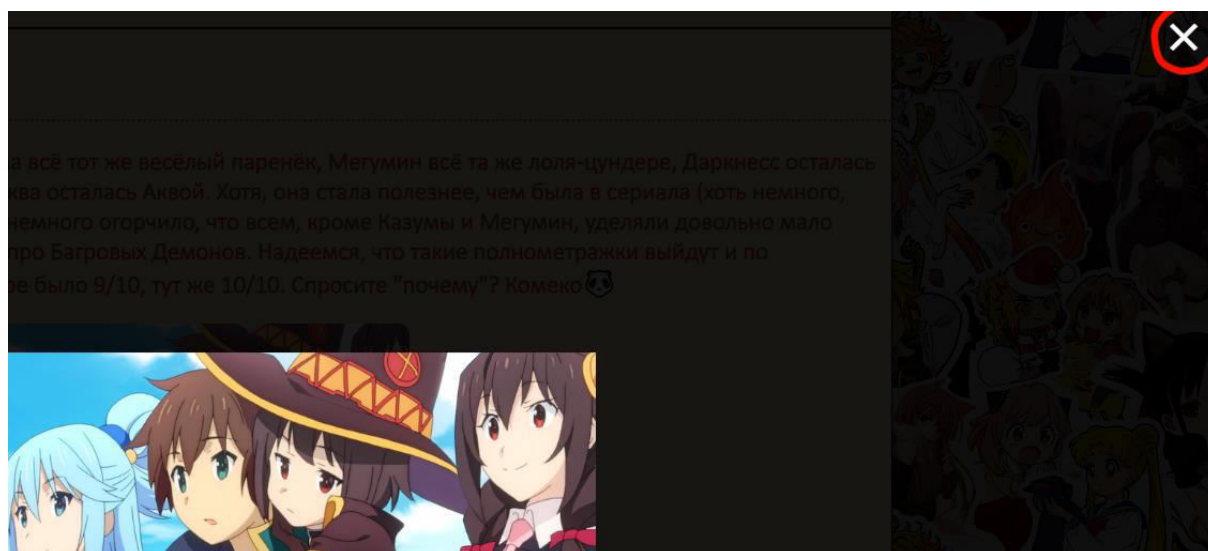 а всё тот же весёлый паренёк, Мегумин всё та же лоля-цундере, Даркнесс осталась
ква осталась Аквой. Хотя, она стала полезнее, чем была в сериала (хоть немного,
немного огорчило, что всем, кроме Казумы и Мегумин, уделяли довольно мало
про Багровых Демонов. Надеемся, что такие полнометражки выйдут и по
ре было 9/10, тут же 10/10. Спросите "почему"? Комеко🐼